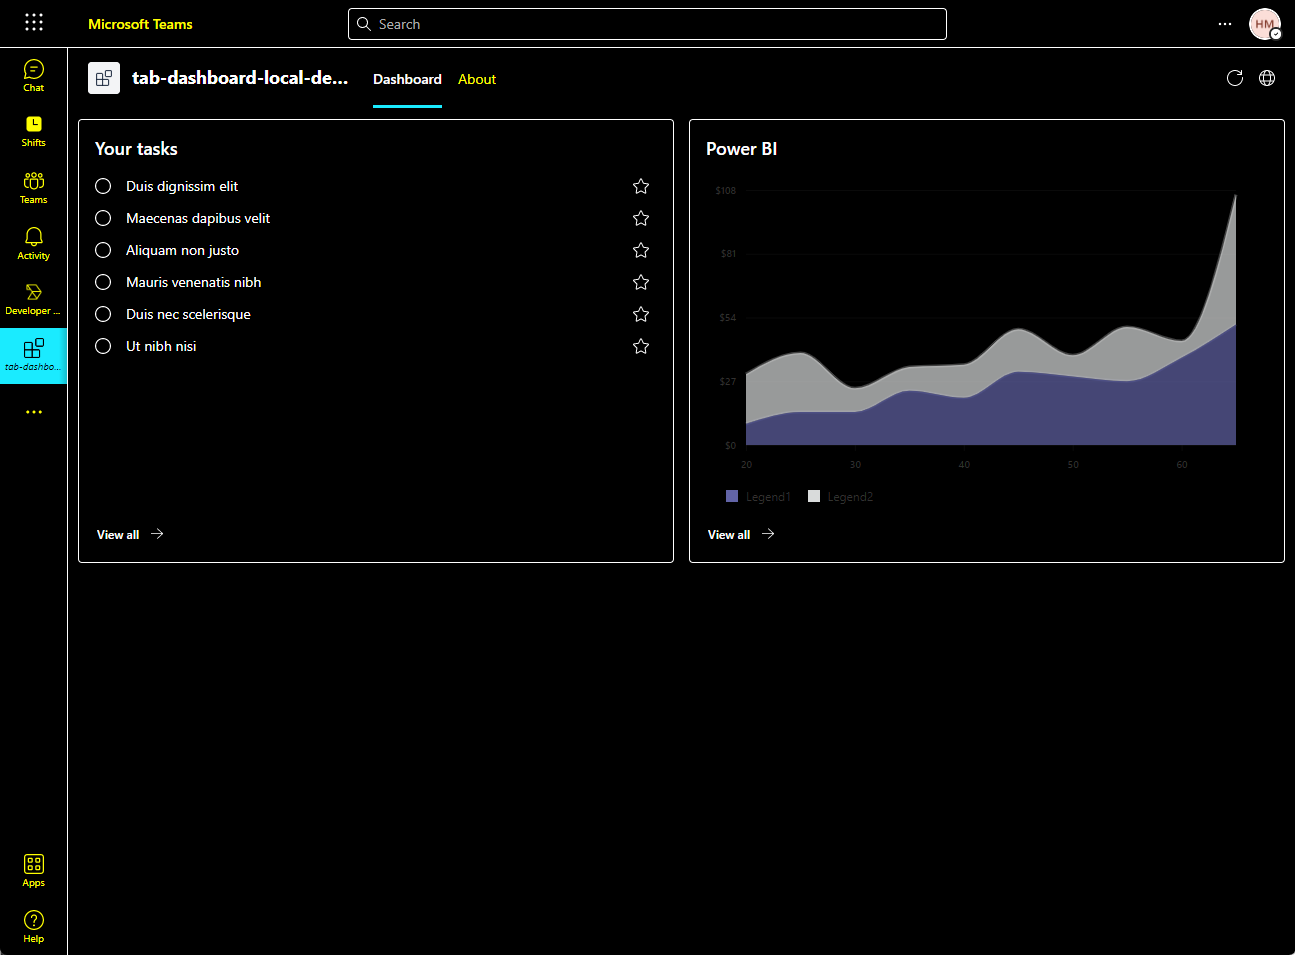 Microsoft Teams
Search
HM
Chat
Shifts
Teams
Activity
Developer ...
tab-dashbo...
Apps
Help
tab-dashboard-local-de...
Dashboard
About
Your tasks
Duis dignissim elit
Maecenas dapibus velit
Aliquam non justo
Mauris venenatis nibh
Duis nec scelerisque
Ut nibh nisi
View all
Power BI
$108
$81
$54
$27
$0
20 30 40 50 60
Legend1 Legend2
View all